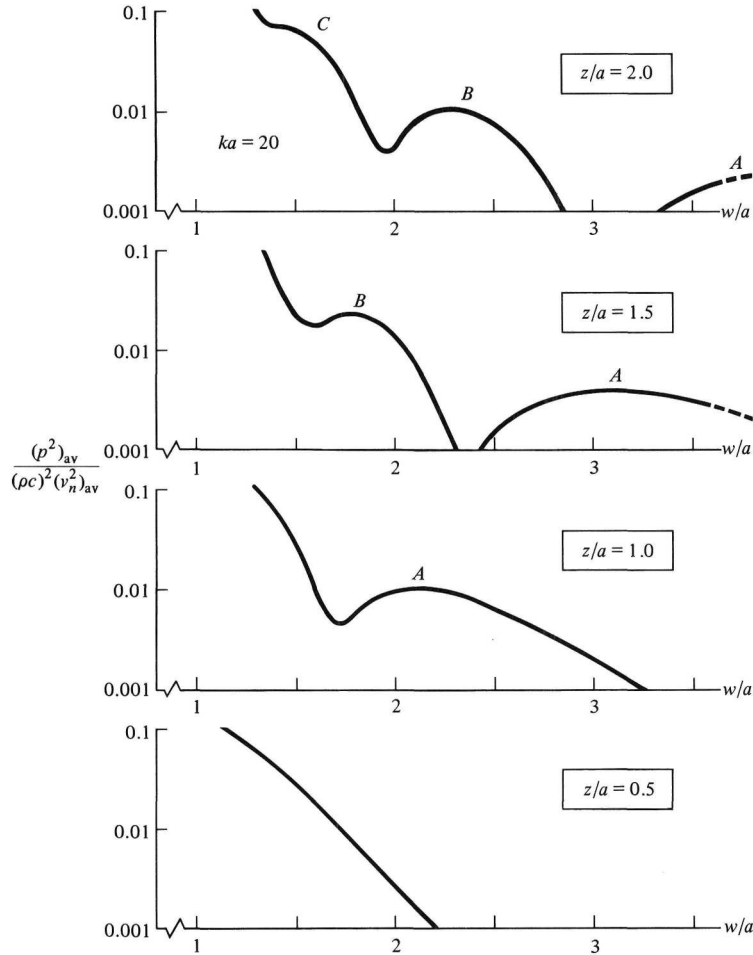 0.1
C
z/a = 2.0
B
0.01
ka = 20
A
0.001
w/a
1
2
3
0.1
B
z/a = 1.5
0.01
A
0.001
w/a
1
2
3
(p²)ₐᵥ
(ρc)²(vₙ²)ₐᵥ
0.1
z/a = 1.0
A
0.01
0.001
w/a
1
2
3
0.1
z/a = 0.5
0.01
0.001
w/a
1
2
3